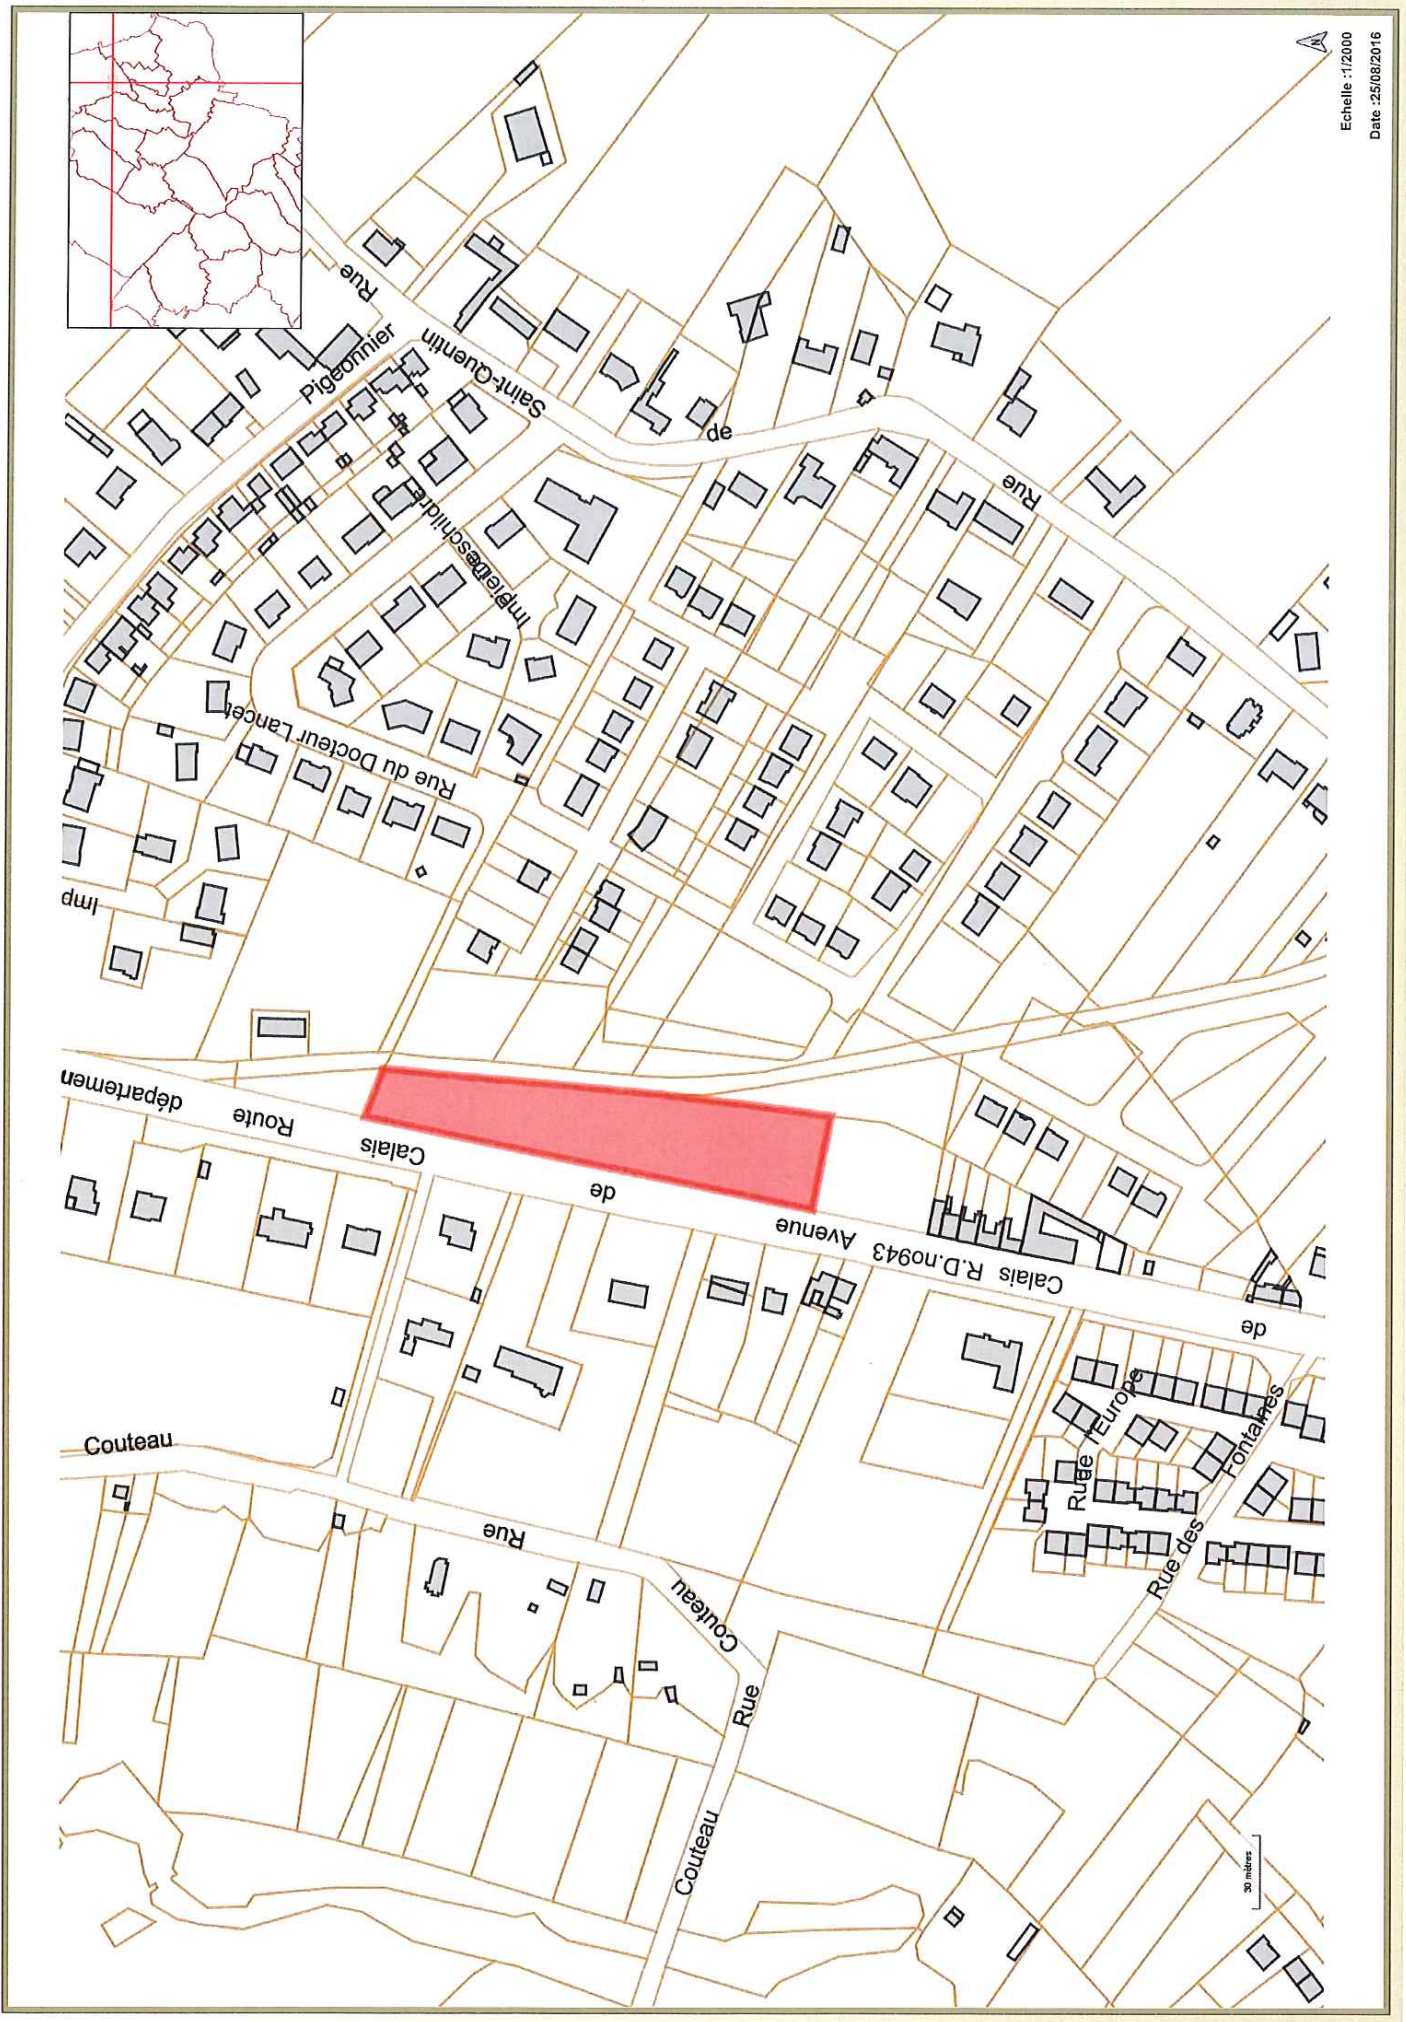 Echelle :1/2000
Date :25/08/2016
N
Rue
Pigeonnier
Saint-Quentin
de
Rue
Deschildre
Imp
Rue du Docteur Lancet
Imp
départemen
Route
Calais
de
Avenue
Calais R.D.no943
de
Couteau
Rue
Couteau
Rue
Couteau
Rue
l'Europe
Fontaines
Rue des
30 mètres